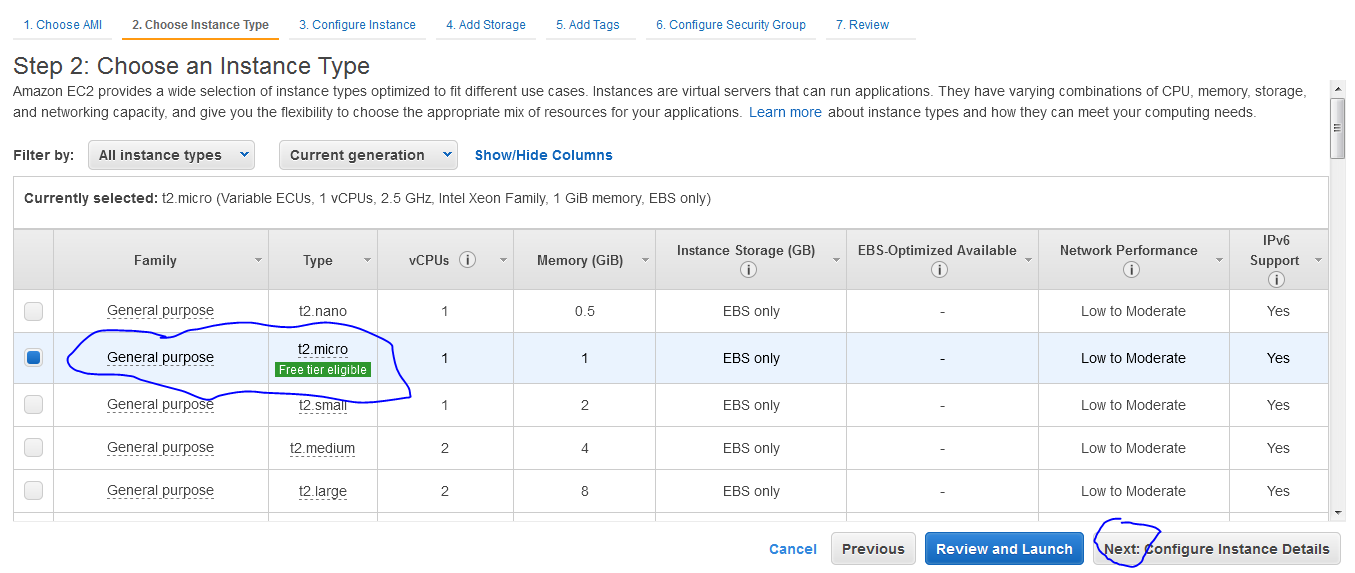 1. Choose AMI 2. Choose Instance Type 3. Configure Instance 4. Add Storage 5. Add Tags 6. Configure Security Group 7. Review
Step 2: Choose an Instance Type
Amazon EC2 provides a wide selection of instance types optimized to fit different use cases. Instances are virtual servers that can run applications. They have varying combinations of CPU, memory, storage,
and networking capacity, and give you the flexibility to choose the appropriate mix of resources for your applications. Learn more about instance types and how they can meet your computing needs.
Filter by: All instance types Current generation Show/Hide Columns
Currently selected: t2.micro (Variable ECUs, 1 vCPUs, 2.5 GHz, Intel Xeon Family, 1 GiB memory, EBS only)
Family Type vCPUs Memory (GiB) Instance Storage (GB) EBS-Optimized Available Network Performance IPv6
Support
General purpose t2.nano 1 0.5 EBS only - Low to Moderate Yes
General purpose t2.micro 1 1 EBS only - Low to Moderate Yes
Free tier eligible
General purpose t2.small 1 2 EBS only - Low to Moderate Yes
General purpose t2.medium 2 4 EBS only - Low to Moderate Yes
General purpose t2.large 2 8 EBS only - Low to Moderate Yes
Cancel Previous Review and Launch Next: Configure Instance Details